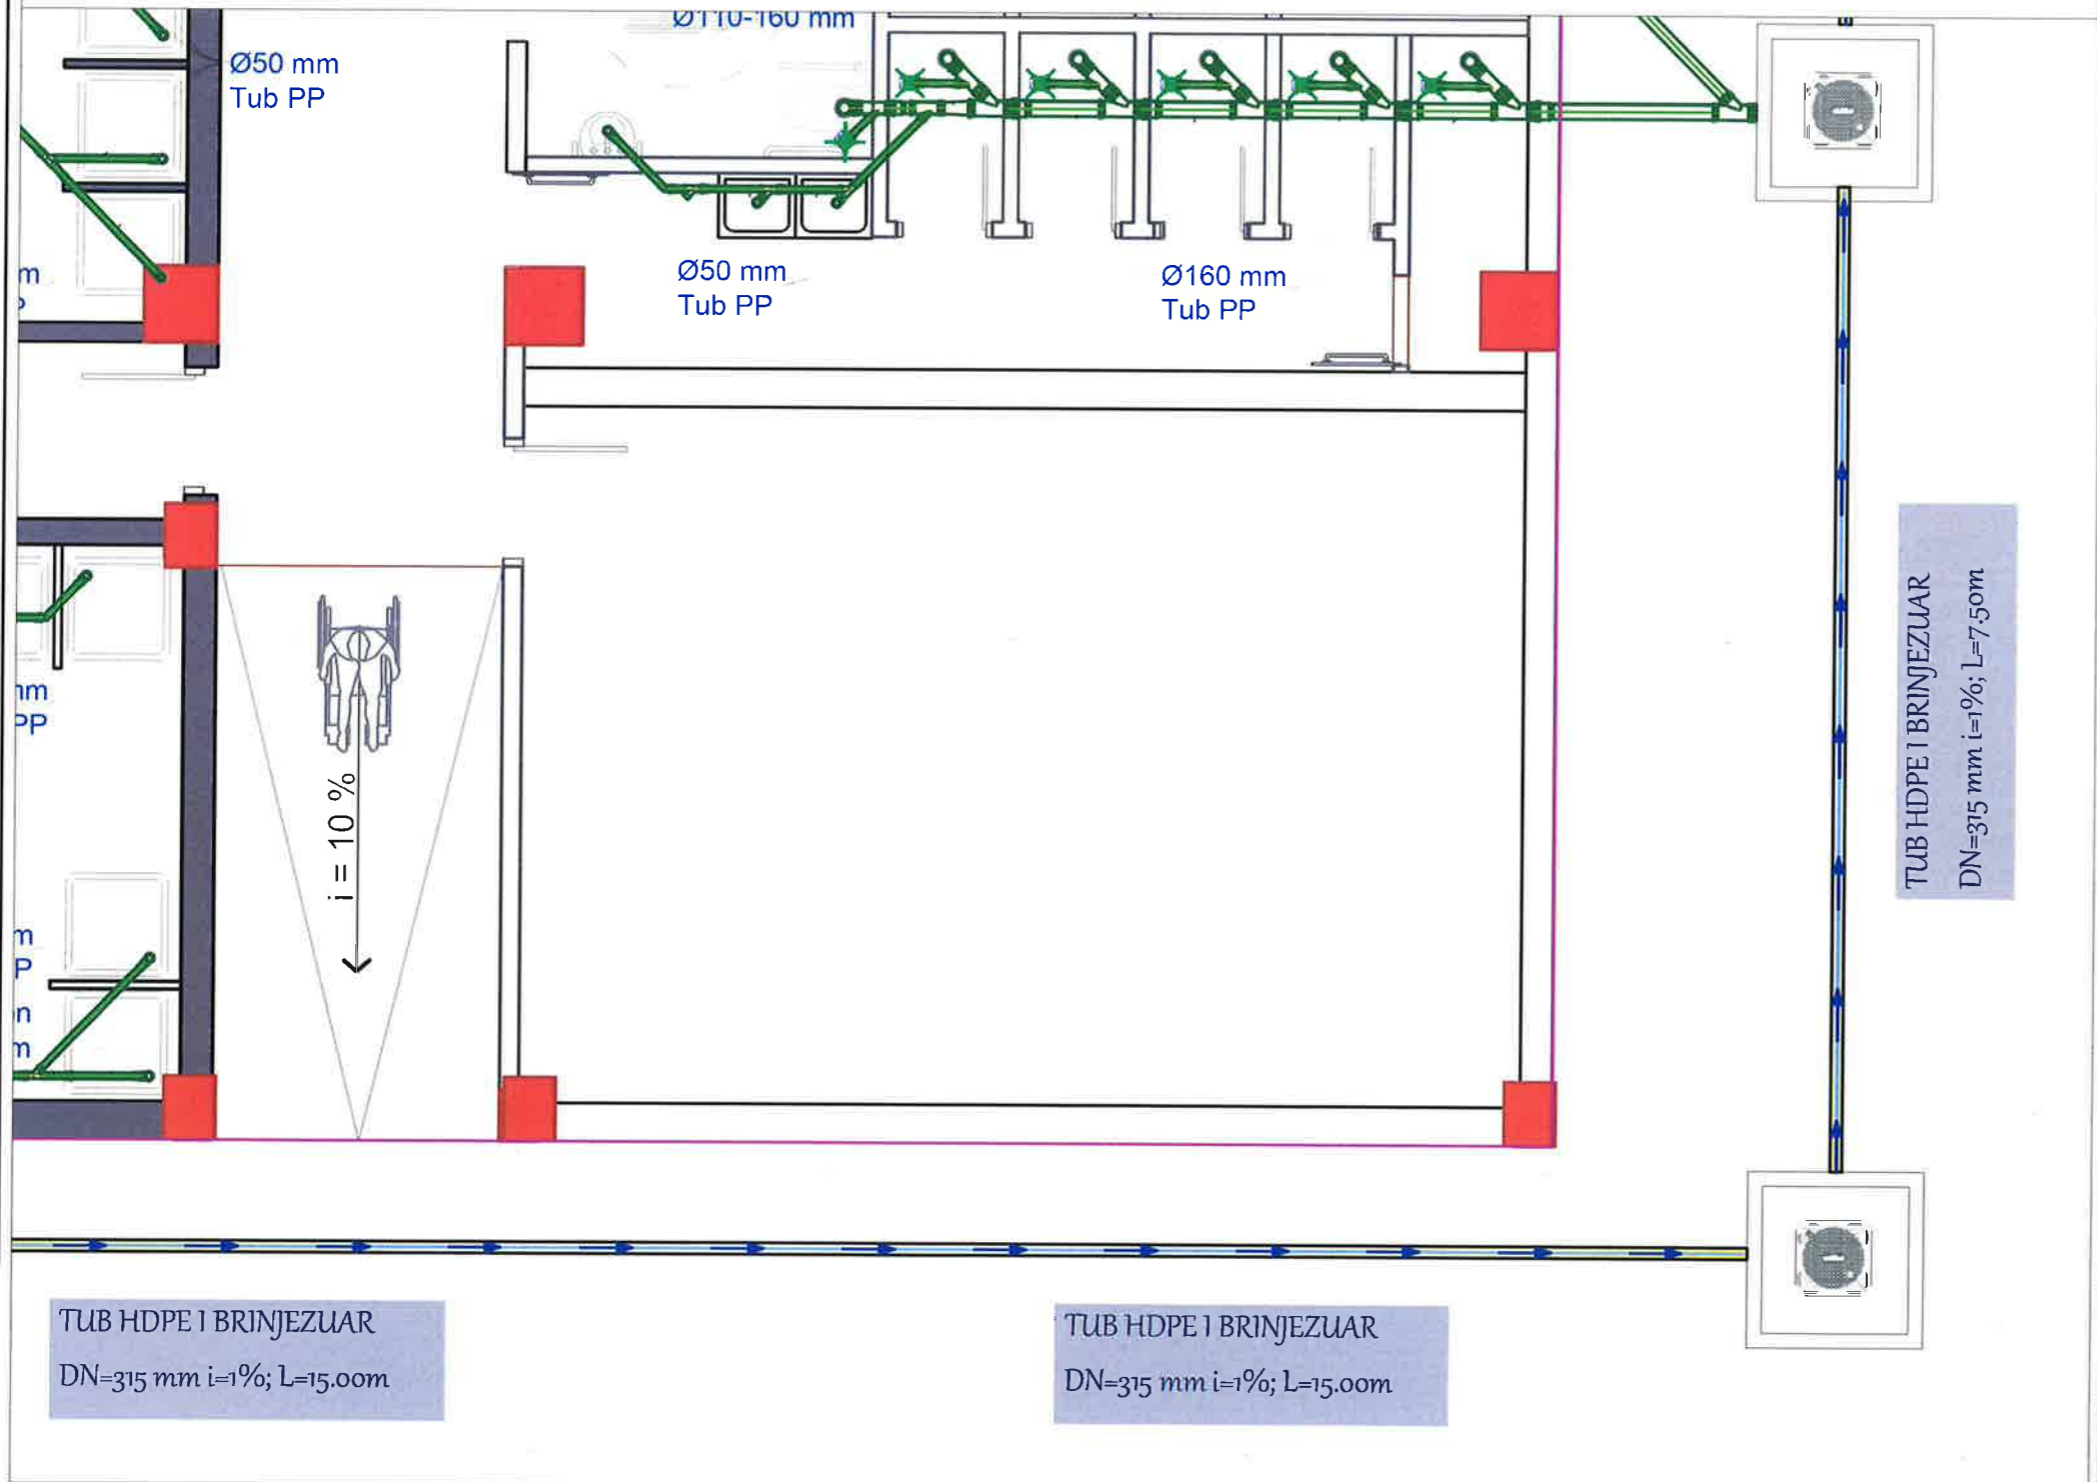 Ø110-160 mm
Ø50 mm
Tub PP
Ø50 mm
Tub PP
Ø160 mm
Tub PP
m
mm
PP
i = 10 %
m
P
m
TUB HDPE I BRINJEZUAR
DN=315 mm i=1%; L=7.50m
TUB HDPE I BRINJEZUAR
DN=315 mm i=1%; L=15.00m
TUB HDPE I BRINJEZUAR
DN=315 mm i=1%; L=15.00m